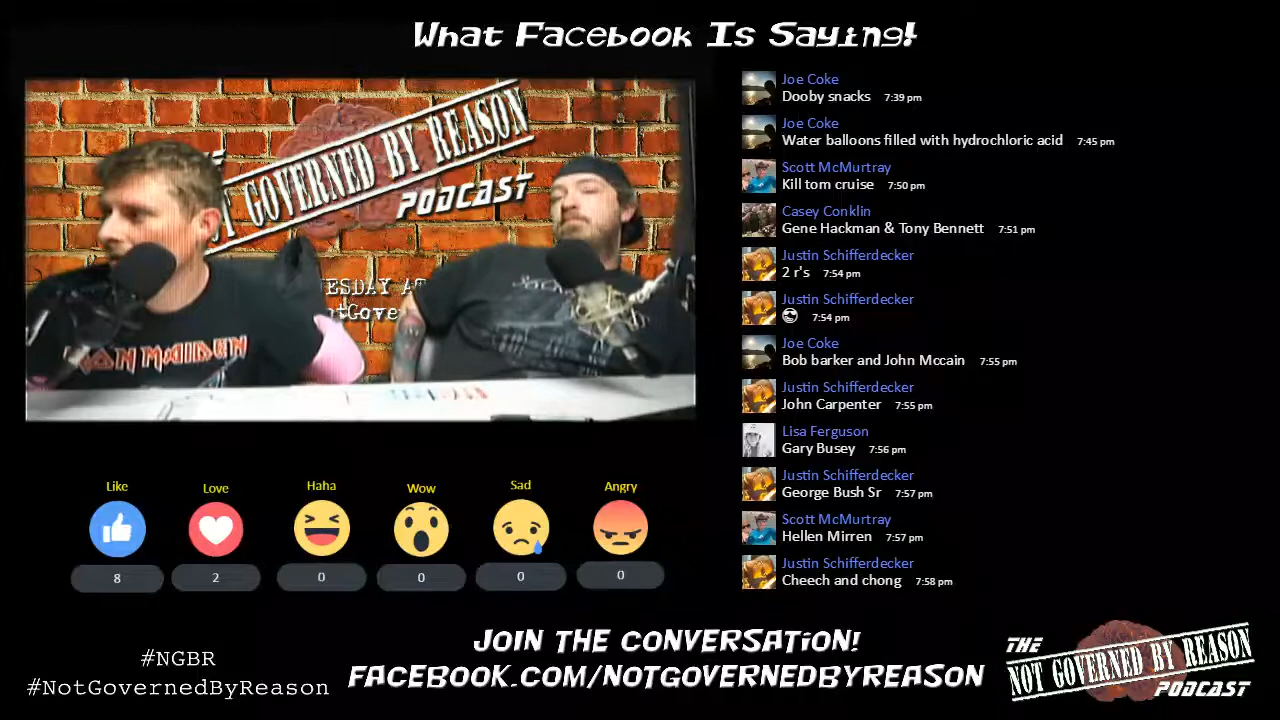 What Facebook Is Saying!
NOT GOVERNED BY REASON
PODCAST
IRON MAIDEN
Joe Coke
Dooby snacks 7:39 pm
Joe Coke
Water balloons filled with hydrochloric acid 7:45 pm
Scott McMurtray
Kill tom cruise 7:50 pm
Casey Conklin
Gene Hackman & Tony Bennett 7:51 pm
Justin Schifferdecker
2 r's 7:54 pm
Justin Schifferdecker
7:54 pm
Joe Coke
Bob barker and John Mccain 7:55 pm
Justin Schifferdecker
John Carpenter 7:55 pm
Lisa Ferguson
Gary Busey 7:56 pm
Justin Schifferdecker
George Bush Sr 7:57 pm
Scott McMurtray
Hellen Mirren 7:57 pm
Justin Schifferdecker
Cheech and chong 7:58 pm
Like Love Haha Wow Sad Angry
8 2 0 0 0 0
#NGBR
#NotGovernedByReason
JOIN THE CONVERSATION!
FACEBOOK.COM/NOTGOVERNEDBYREASON
THE
NOT GOVERNED BY REASON
PODCAST